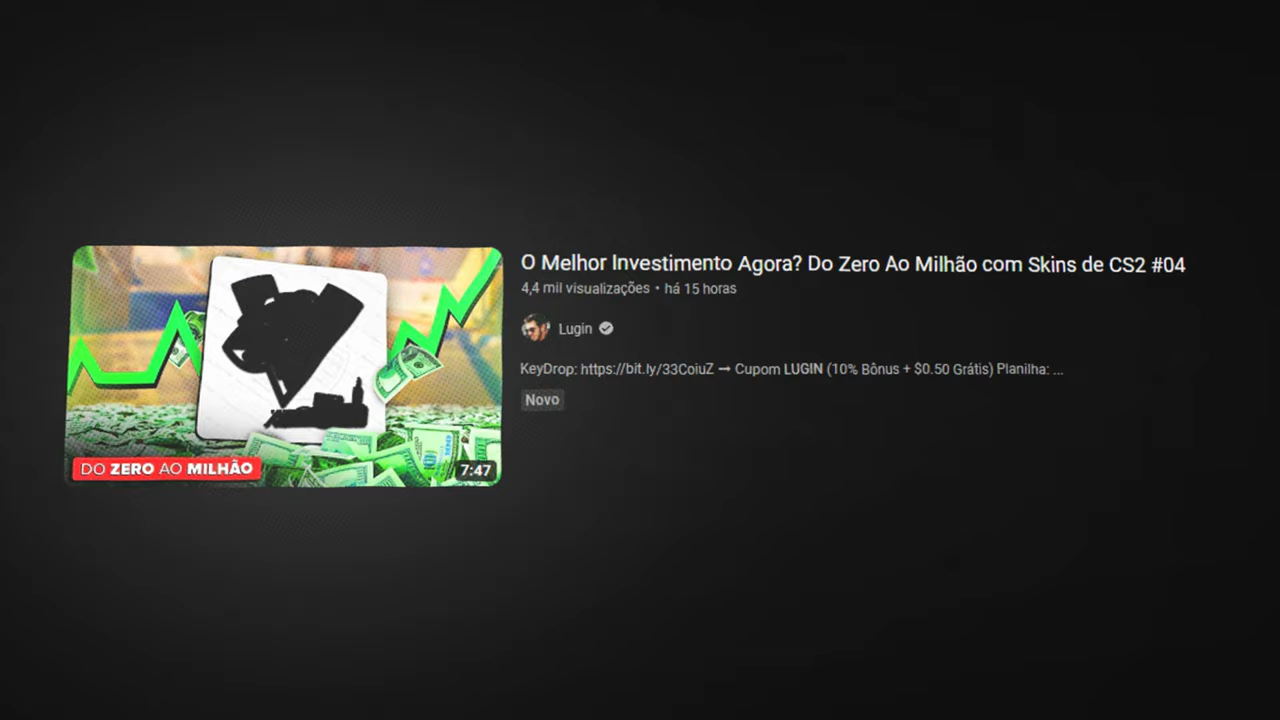 O Melhor Investimento Agora? Do Zero Ao Milhão com Skins de CS2 #04
4,4 mil visualizações • há 15 horas
Lugin
KeyDrop: https://bit.ly/33CoiuZ ➞ Cupom LUGIN (10% Bônus + $0.50 Grátis) Planilha: ...
Novo
DO ZERO AO MILHÃO
7:47